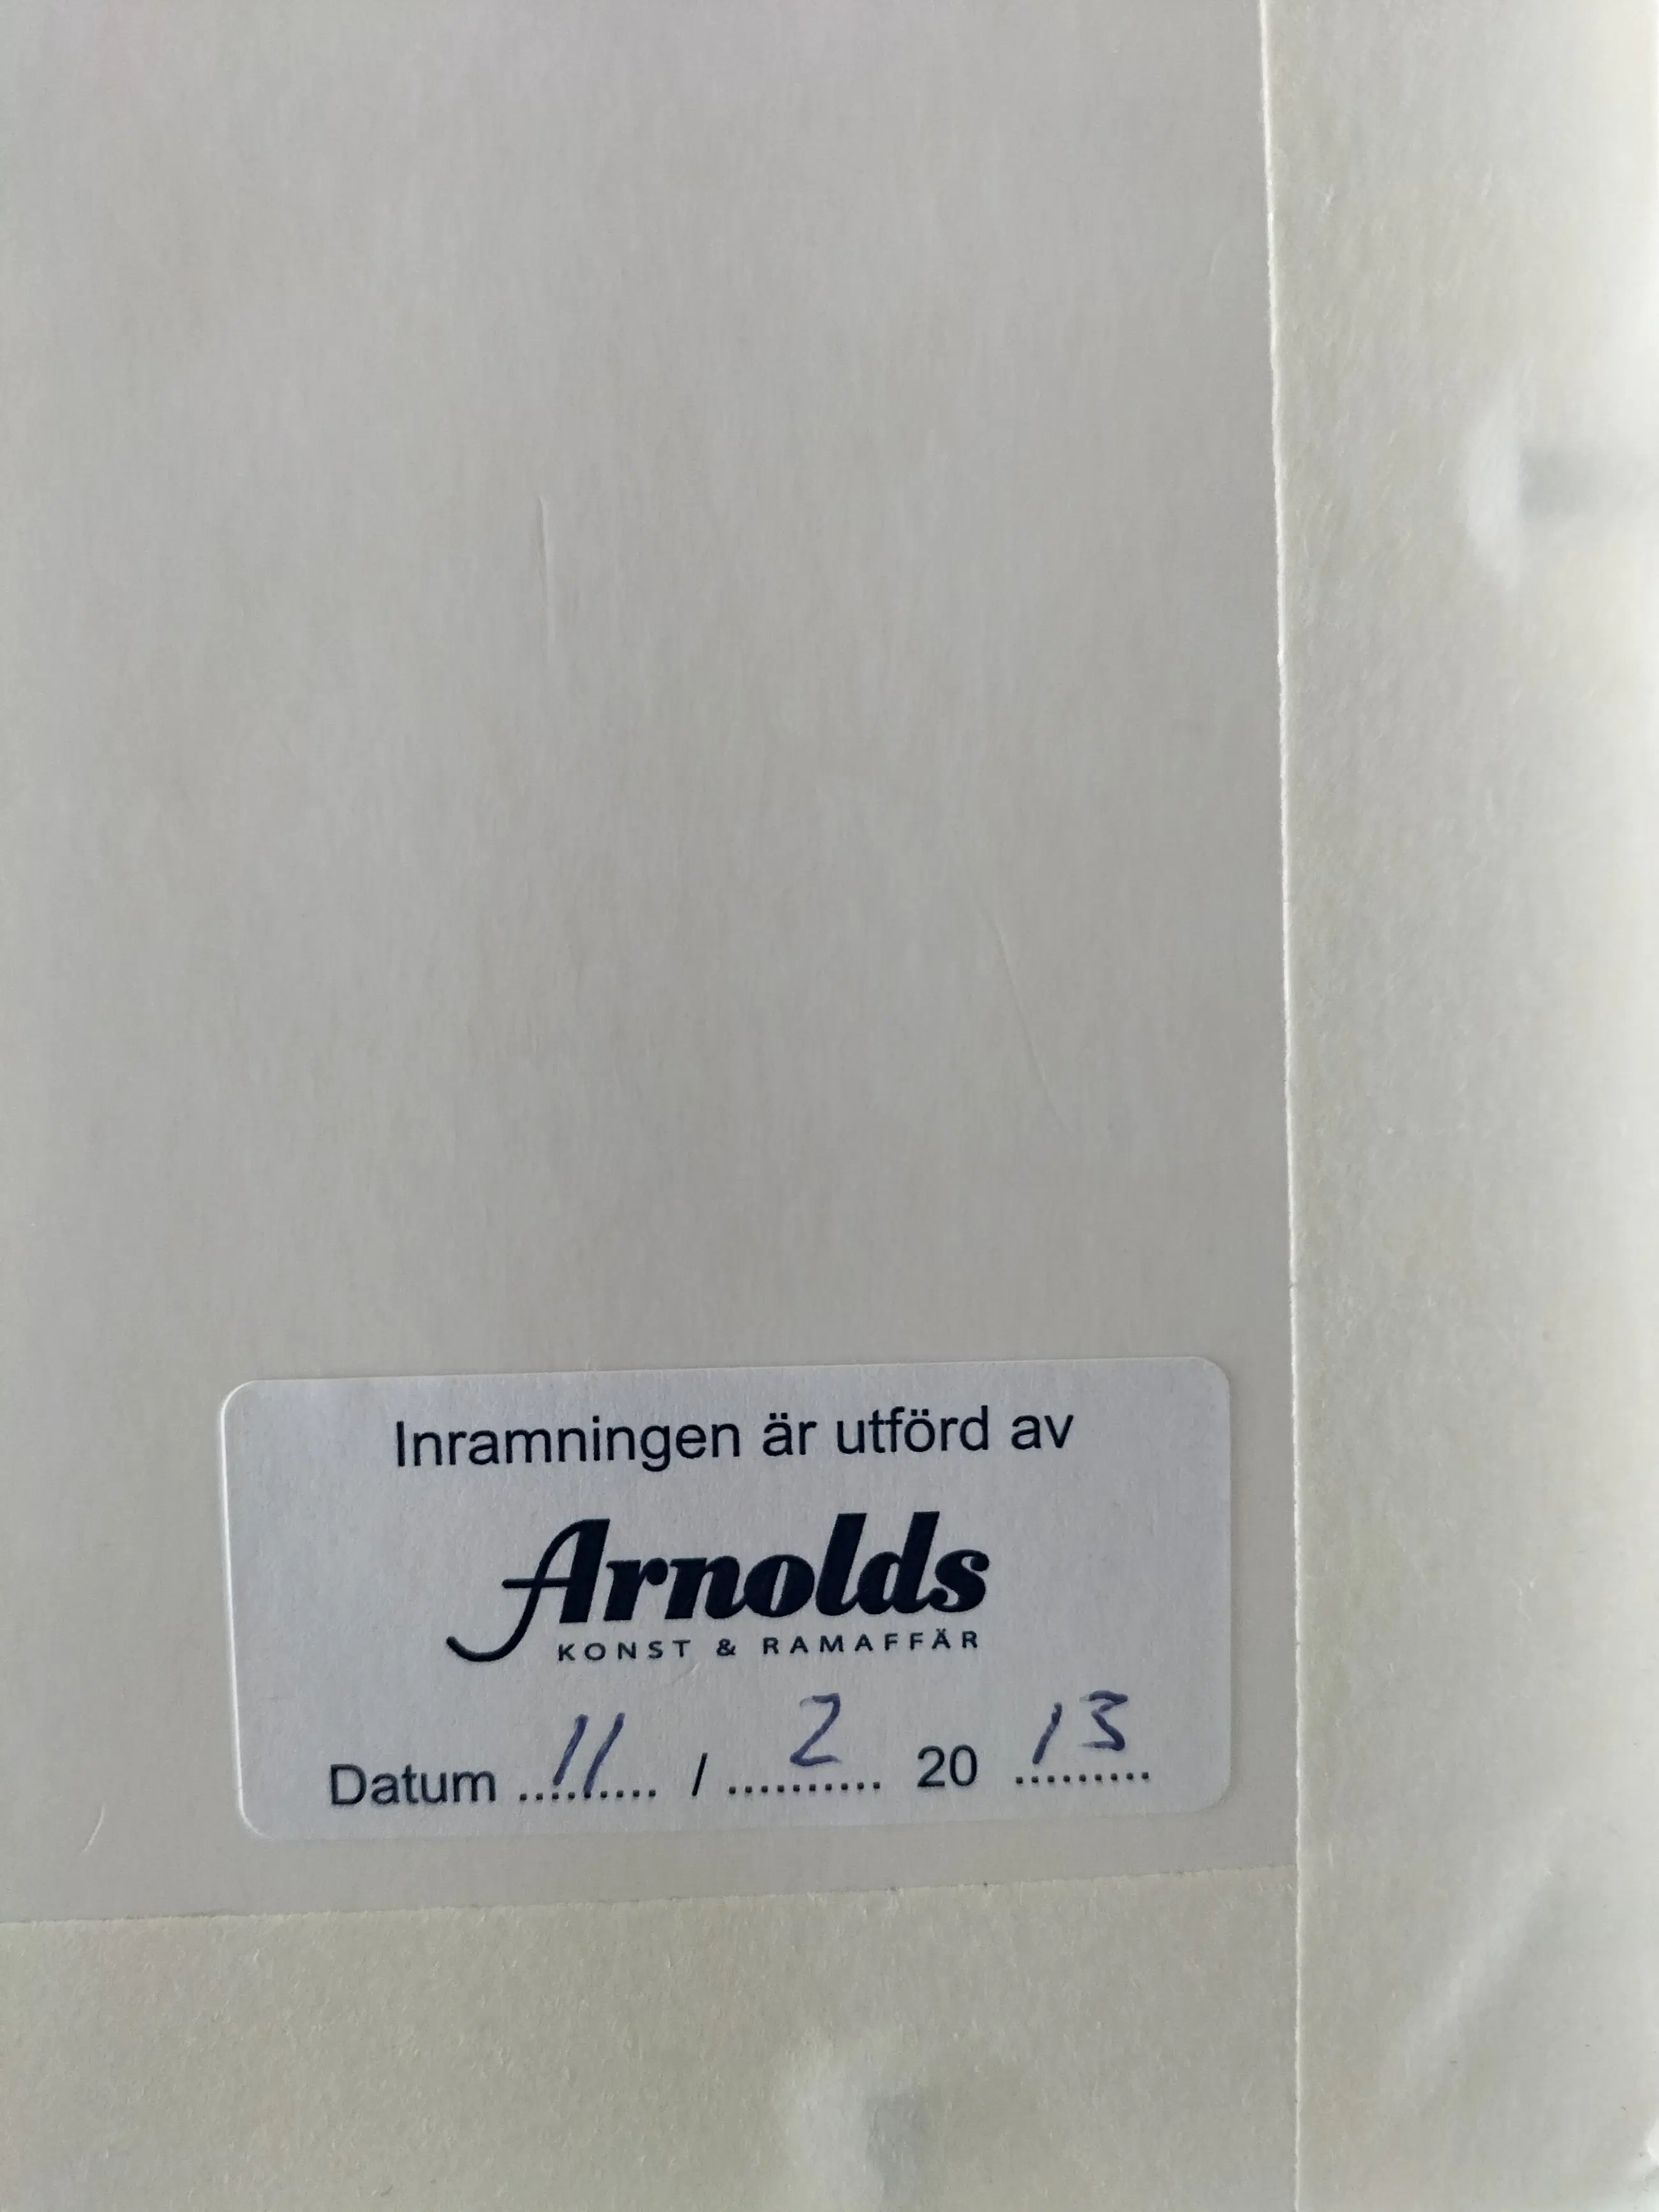 Inramningen är utförd av
Arnolds
KONST & RAMAFFÄR
Datum ...11... / ...2... 20 ...13...